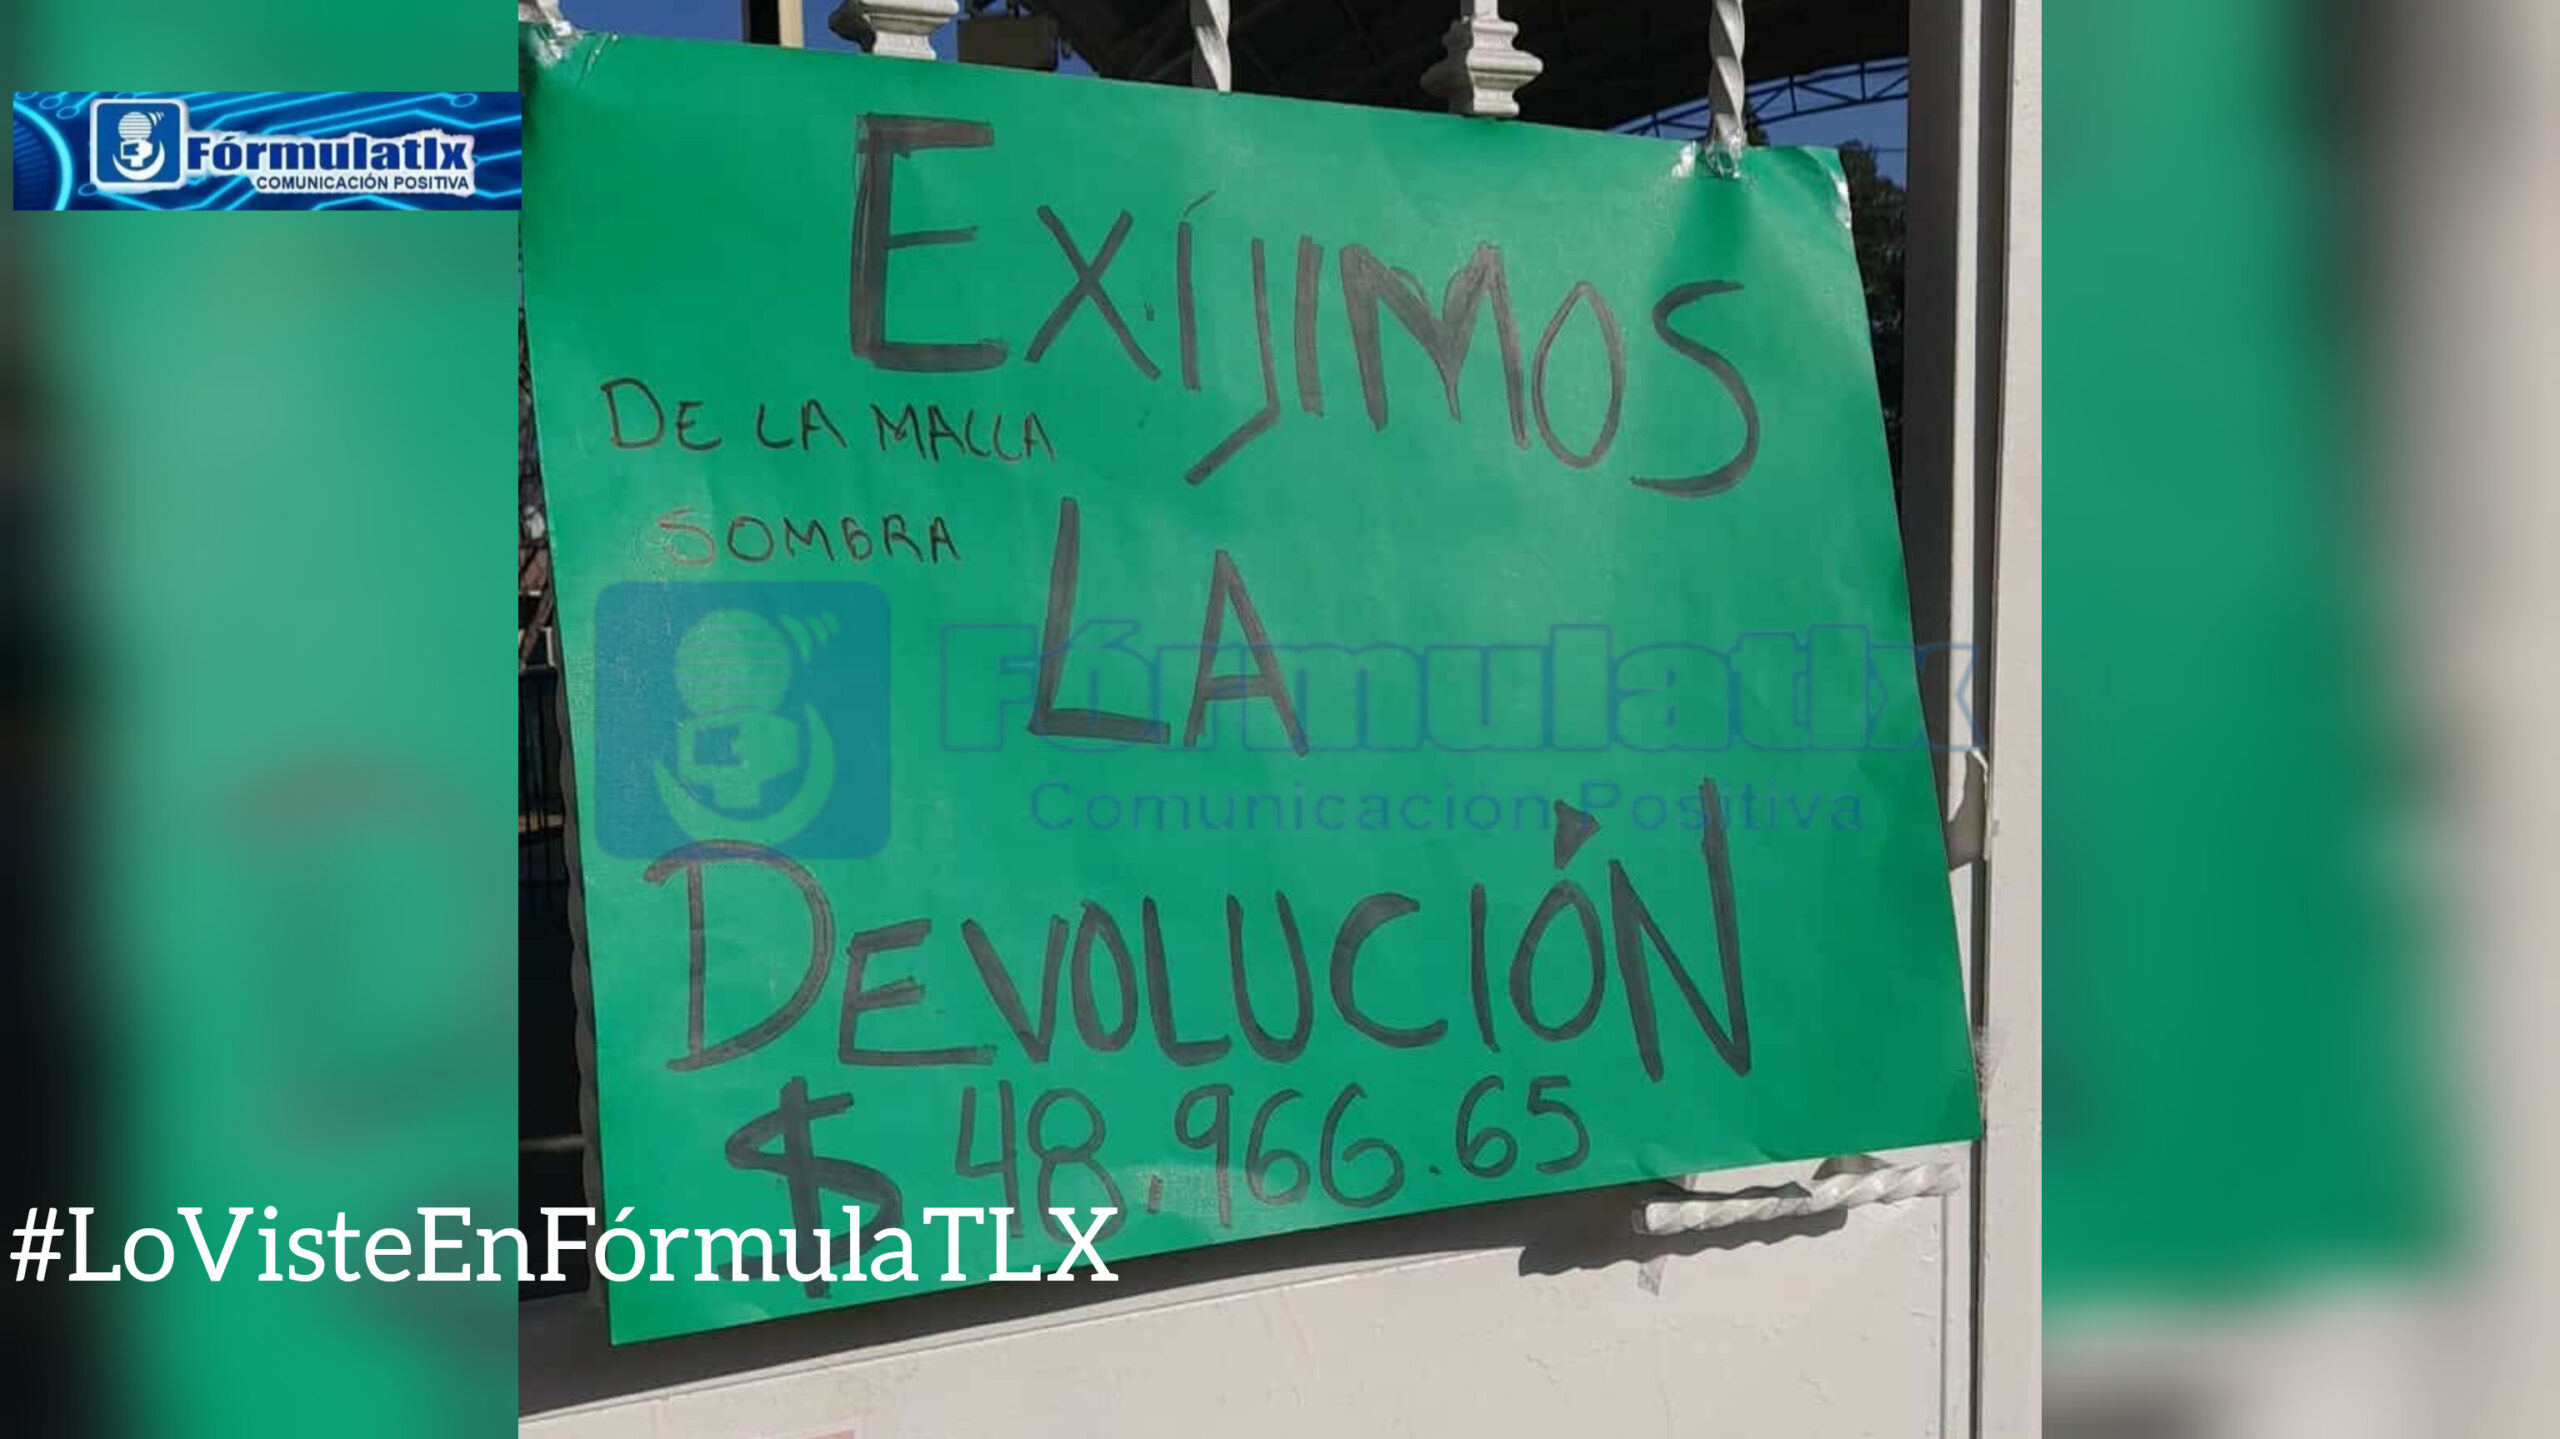 Fórmulatlx
COMUNICACIÓN POSITIVA
EXÍJIMOS
DE LA MALLA
SOMBRA
LA
Fórmulatlx
Comunicación Positiva
DEVOLUCIÓN
$ 48,966.65
#LoVisteEnFórmulaTLX